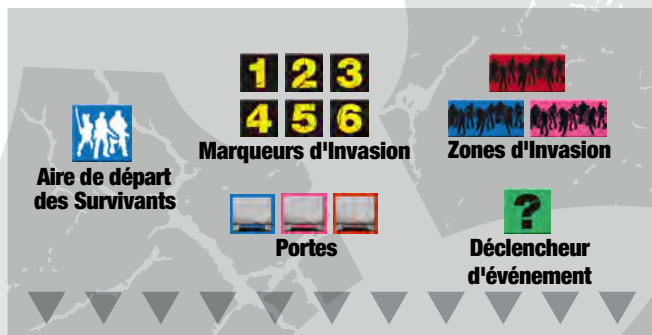 1 2 3
4 5 6
Marqueurs d'Invasion
Zones d'Invasion
Aire de départ
des Survivants
Portes
?
Déclencheur
d'événement